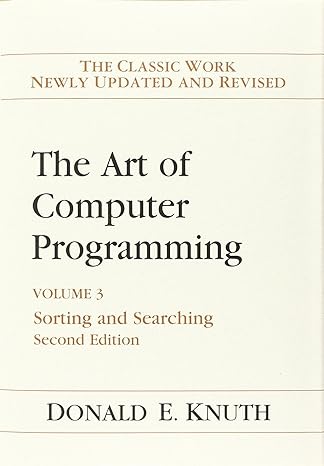 The Classic Work
Newly Updated and Revised
The Art of
Computer
Programming
VOLUME 3
Sorting and Searching
Second Edition
DONALD E. KNUTH